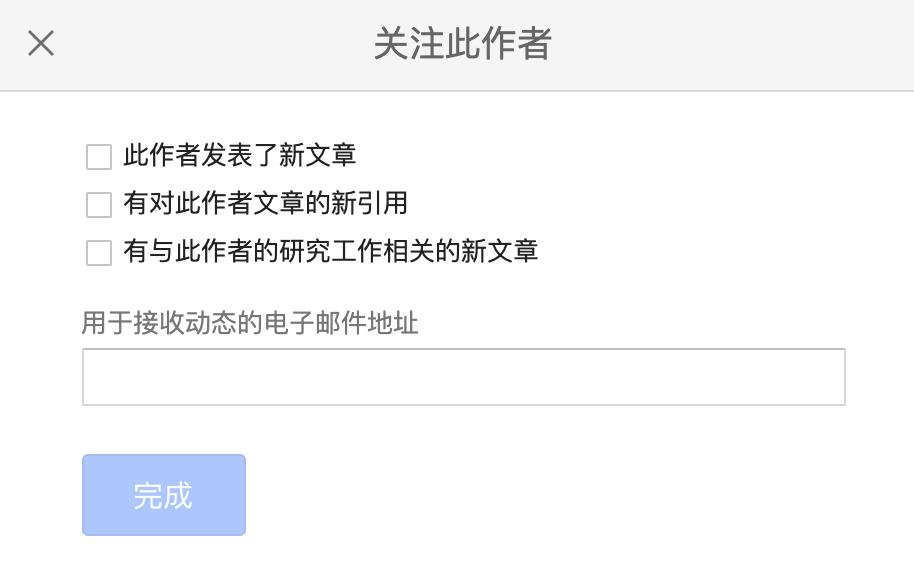 关注此作者
此作者发表了新文章
有对此作者文章的新引用
有与此作者的研究工作相关的新文章
用于接收动态的电子邮件地址
完成